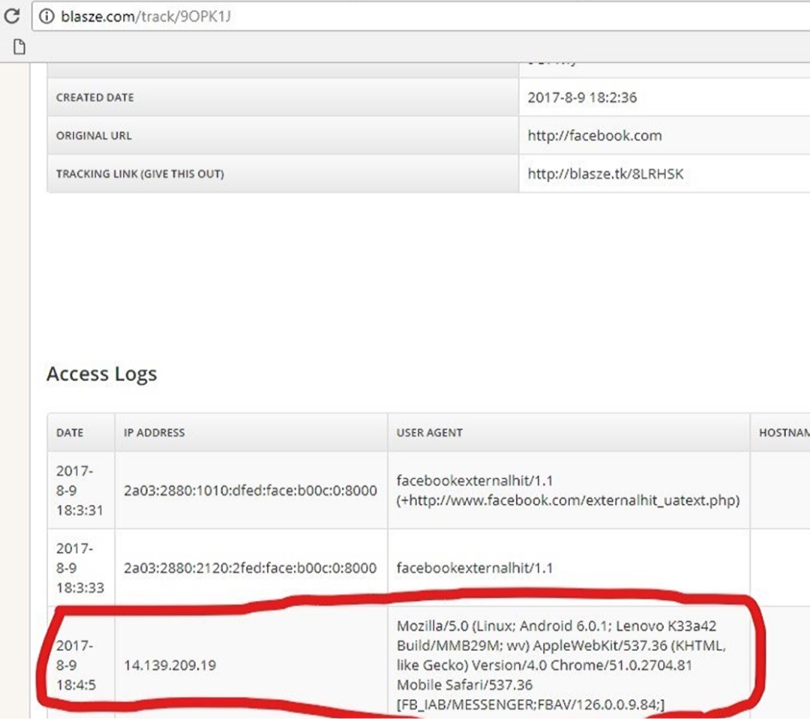 blasze.com/track/9OPK1J
CREATED DATE 2017-8-9 18:2:36
ORIGINAL URL http://facebook.com
TRACKING LINK (GIVE THIS OUT) http://blasze.tk/8LRHSK
Access Logs
DATE IP ADDRESS USER AGENT HOSTNAM
2017-
8-9
18:3:31
2a03:2880:1010:dfed:face:b00c:0:8000
facebookexternalhit/1.1
(+http://www.facebook.com/externalhit_uatext.php)
2017-
8-9
18:3:33
2a03:2880:2120:2fed:face:b00c:0:8000
facebookexternalhit/1.1
2017-
8-9
18:4:5
14.139.209.19
Mozilla/5.0 (Linux; Android 6.0.1; Lenovo K33a42
Build/MMB29M; wv) AppleWebKit/537.36 (KHTML,
like Gecko) Version/4.0 Chrome/51.0.2704.81
Mobile Safari/537.36
[FB_IAB/MESSENGER;FBAV/126.0.0.9.84;]